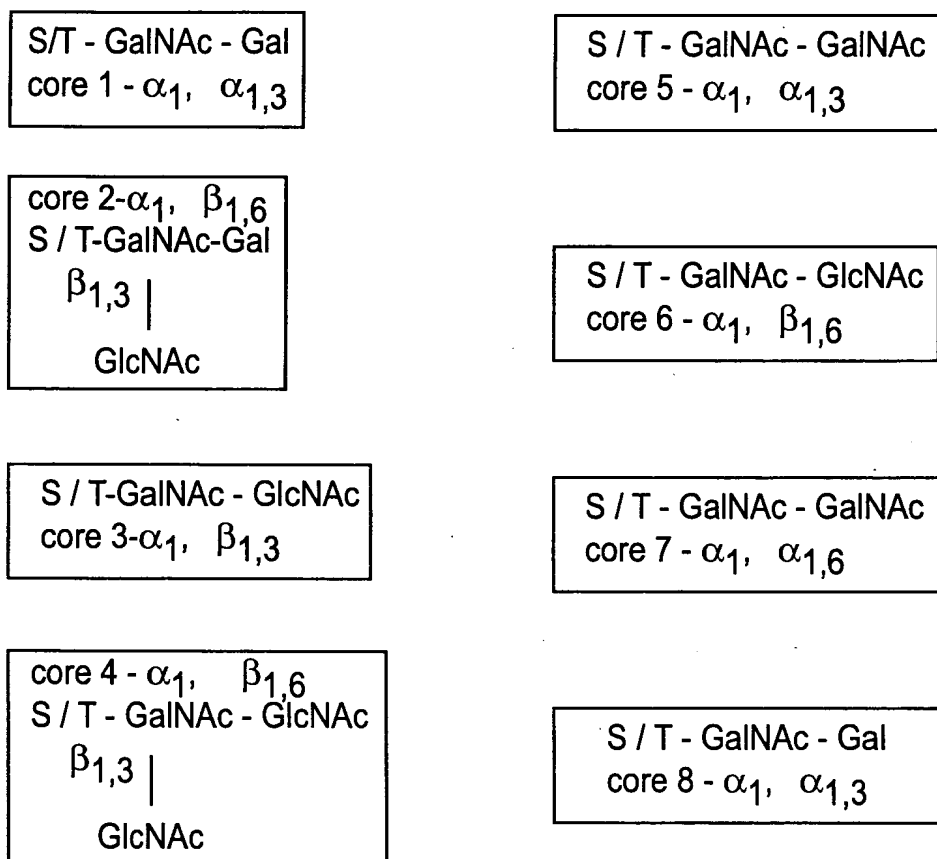 S/T - GalNAc - Gal
core 1 - α1, α1,3
core 2-α1, β1,6
S / T-GalNAc-Gal
β1,3 |
GlcNAc
S / T-GalNAc - GlcNAc
core 3-α1, β1,3
core 4 - α1, β1,6
S / T - GalNAc - GlcNAc
β1,3 |
GlcNAc
S / T - GalNAc - GalNAc
core 5 - α1, α1,3
S / T - GalNAc - GlcNAc
core 6 - α1, β1,6
S / T - GalNAc - GalNAc
core 7 - α1, α1,6
S / T - GalNAc - Gal
core 8 - α1, α1,3